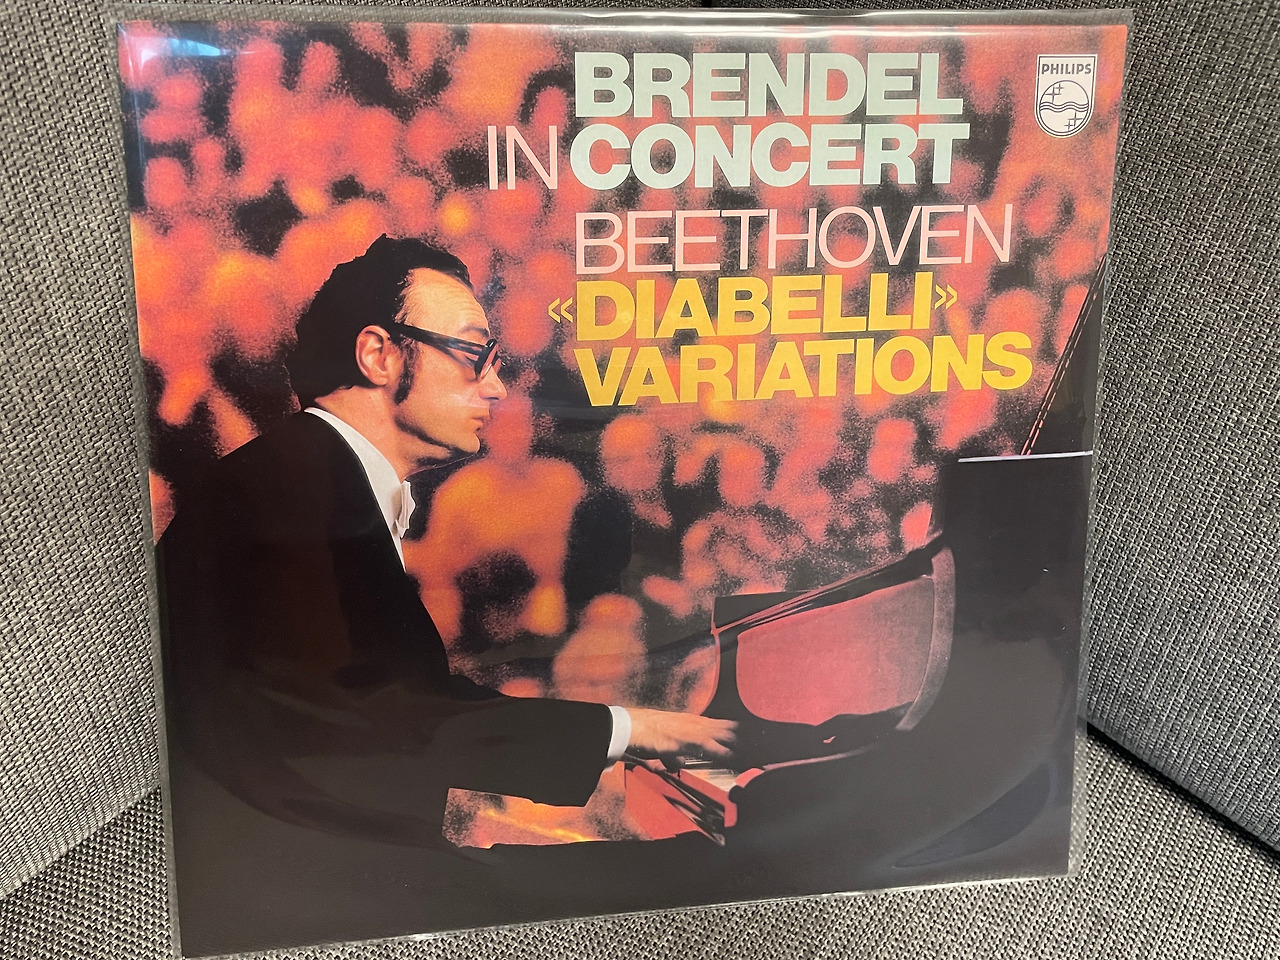 BRENDEL
IN CONCERT
BEETHOVEN
«DIABELLI»
VARIATIONS
PHILIPS